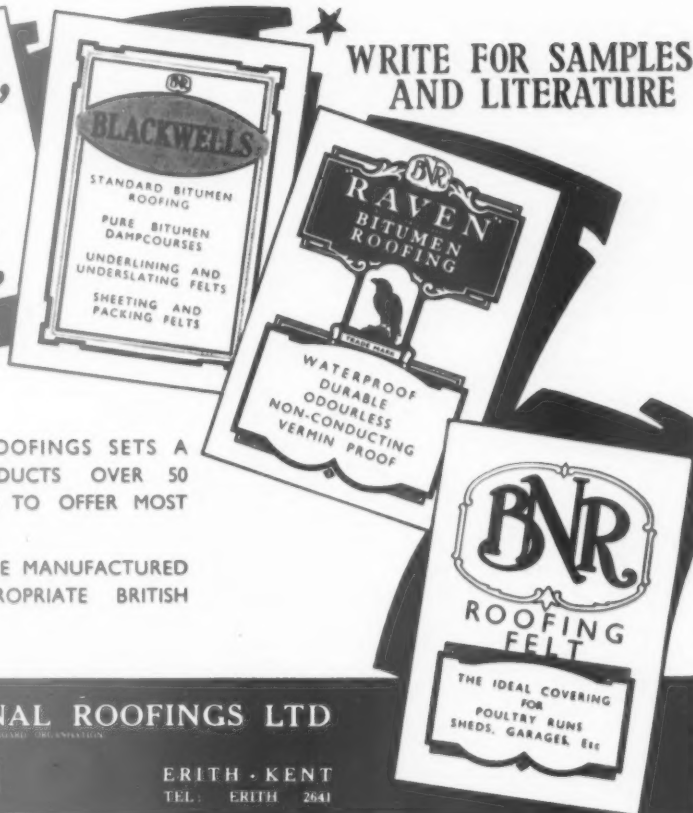 WRITE FOR SAMPLES
AND LITERATURE
BNR
BLACKWELLS
STANDARD BITUMEN
ROOFING
PURE BITUMEN
DAMPCOURSES
UNDERLINING AND
UNDERSLATING FELTS
SHEETING AND
PACKING FELTS
BNR
"RAVEN"
BITUMEN
ROOFING
TRADE MARK
WATERPROOF
DURABLE
ODOURLESS
NON-CONDUCTING
VERMIN PROOF
OOFINGS SETS A
DUCTS OVER 50
TO OFFER MOST
E MANUFACTURED
ROPRIATE BRITISH
BNR
ROOFING
FELT
THE IDEAL COVERING
FOR
POULTRY RUNS
SHEDS, GARAGES, Etc
NAL ROOFINGS LTD
ERITH · KENT
TEL: ERITH 2641